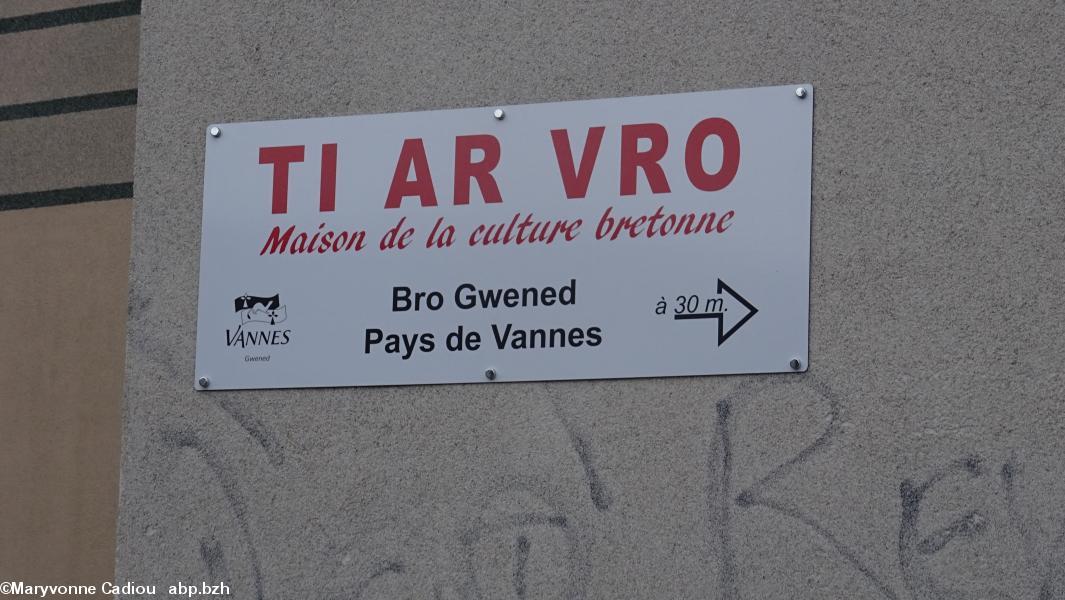 TI AR VRO
Maison de la culture bretonne
Bro Gwened
Pays de Vannes
à 30 m.
VANNES
Gwened
©Maryvonne Cadiou abp.bzh